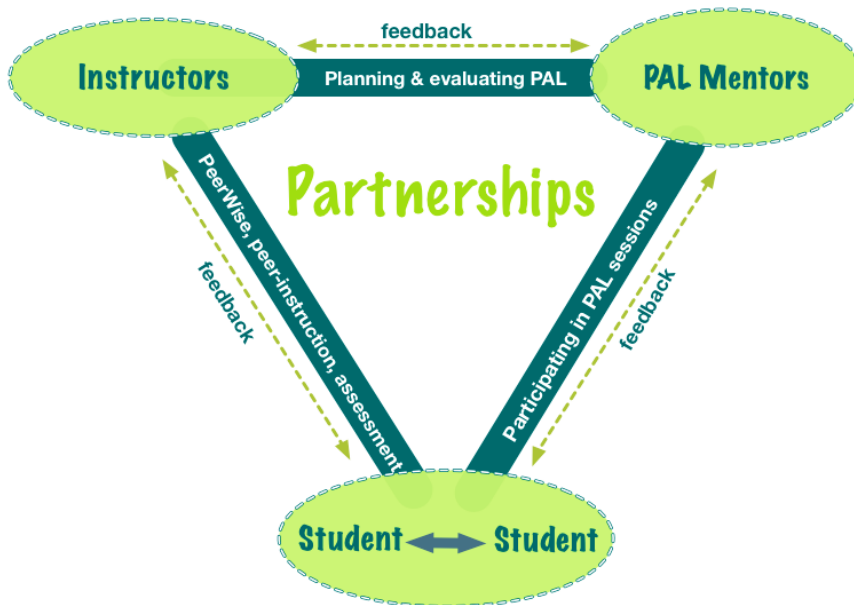 feedback
Instructors
Planning & evaluating PAL
PAL Mentors
Partnerships
PeerWise, peer-instruction, assessment
feedback
Participating in PAL sessions
feedback
Student
Student